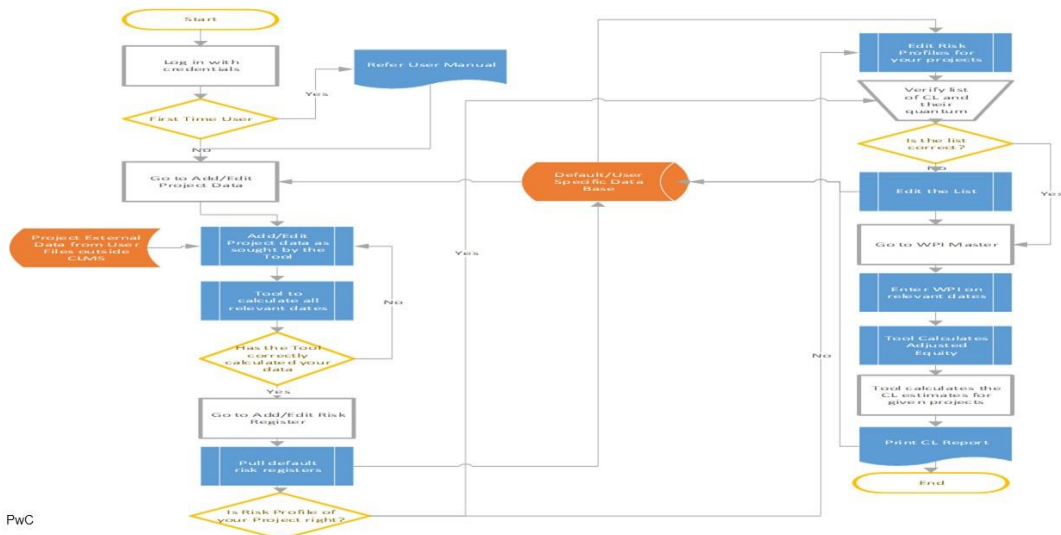 Start
Log in with
credentials
Refer User Manual
Yes
First Time User
No
Go to Add/Edit
Project Data
Project External
Data from User
Files outside
CLMS
Add/Edit
Project data as
sought by the
Tool
Tool to
calculate all
relevant dates
No
Has the Tool
correctly
calculated your
data
Yes
Go to Add/Edit Risk
Register
Pull default
risk registers
Is Risk Profile of
your Project right?
Default/User
Specific Data
Base
Yes
No
Edit Risk
Profiles for
your projects
Verify list
of CL and
their
quantum
Is the list
correct?
No
Yes
Edit the List
Go to WPI Master
Enter WPI on
relevant dates
Tool Calculates
Adjusted
Equity
Tool calculates the
CL estimates for
given projects
Print CL Report
End
PwC